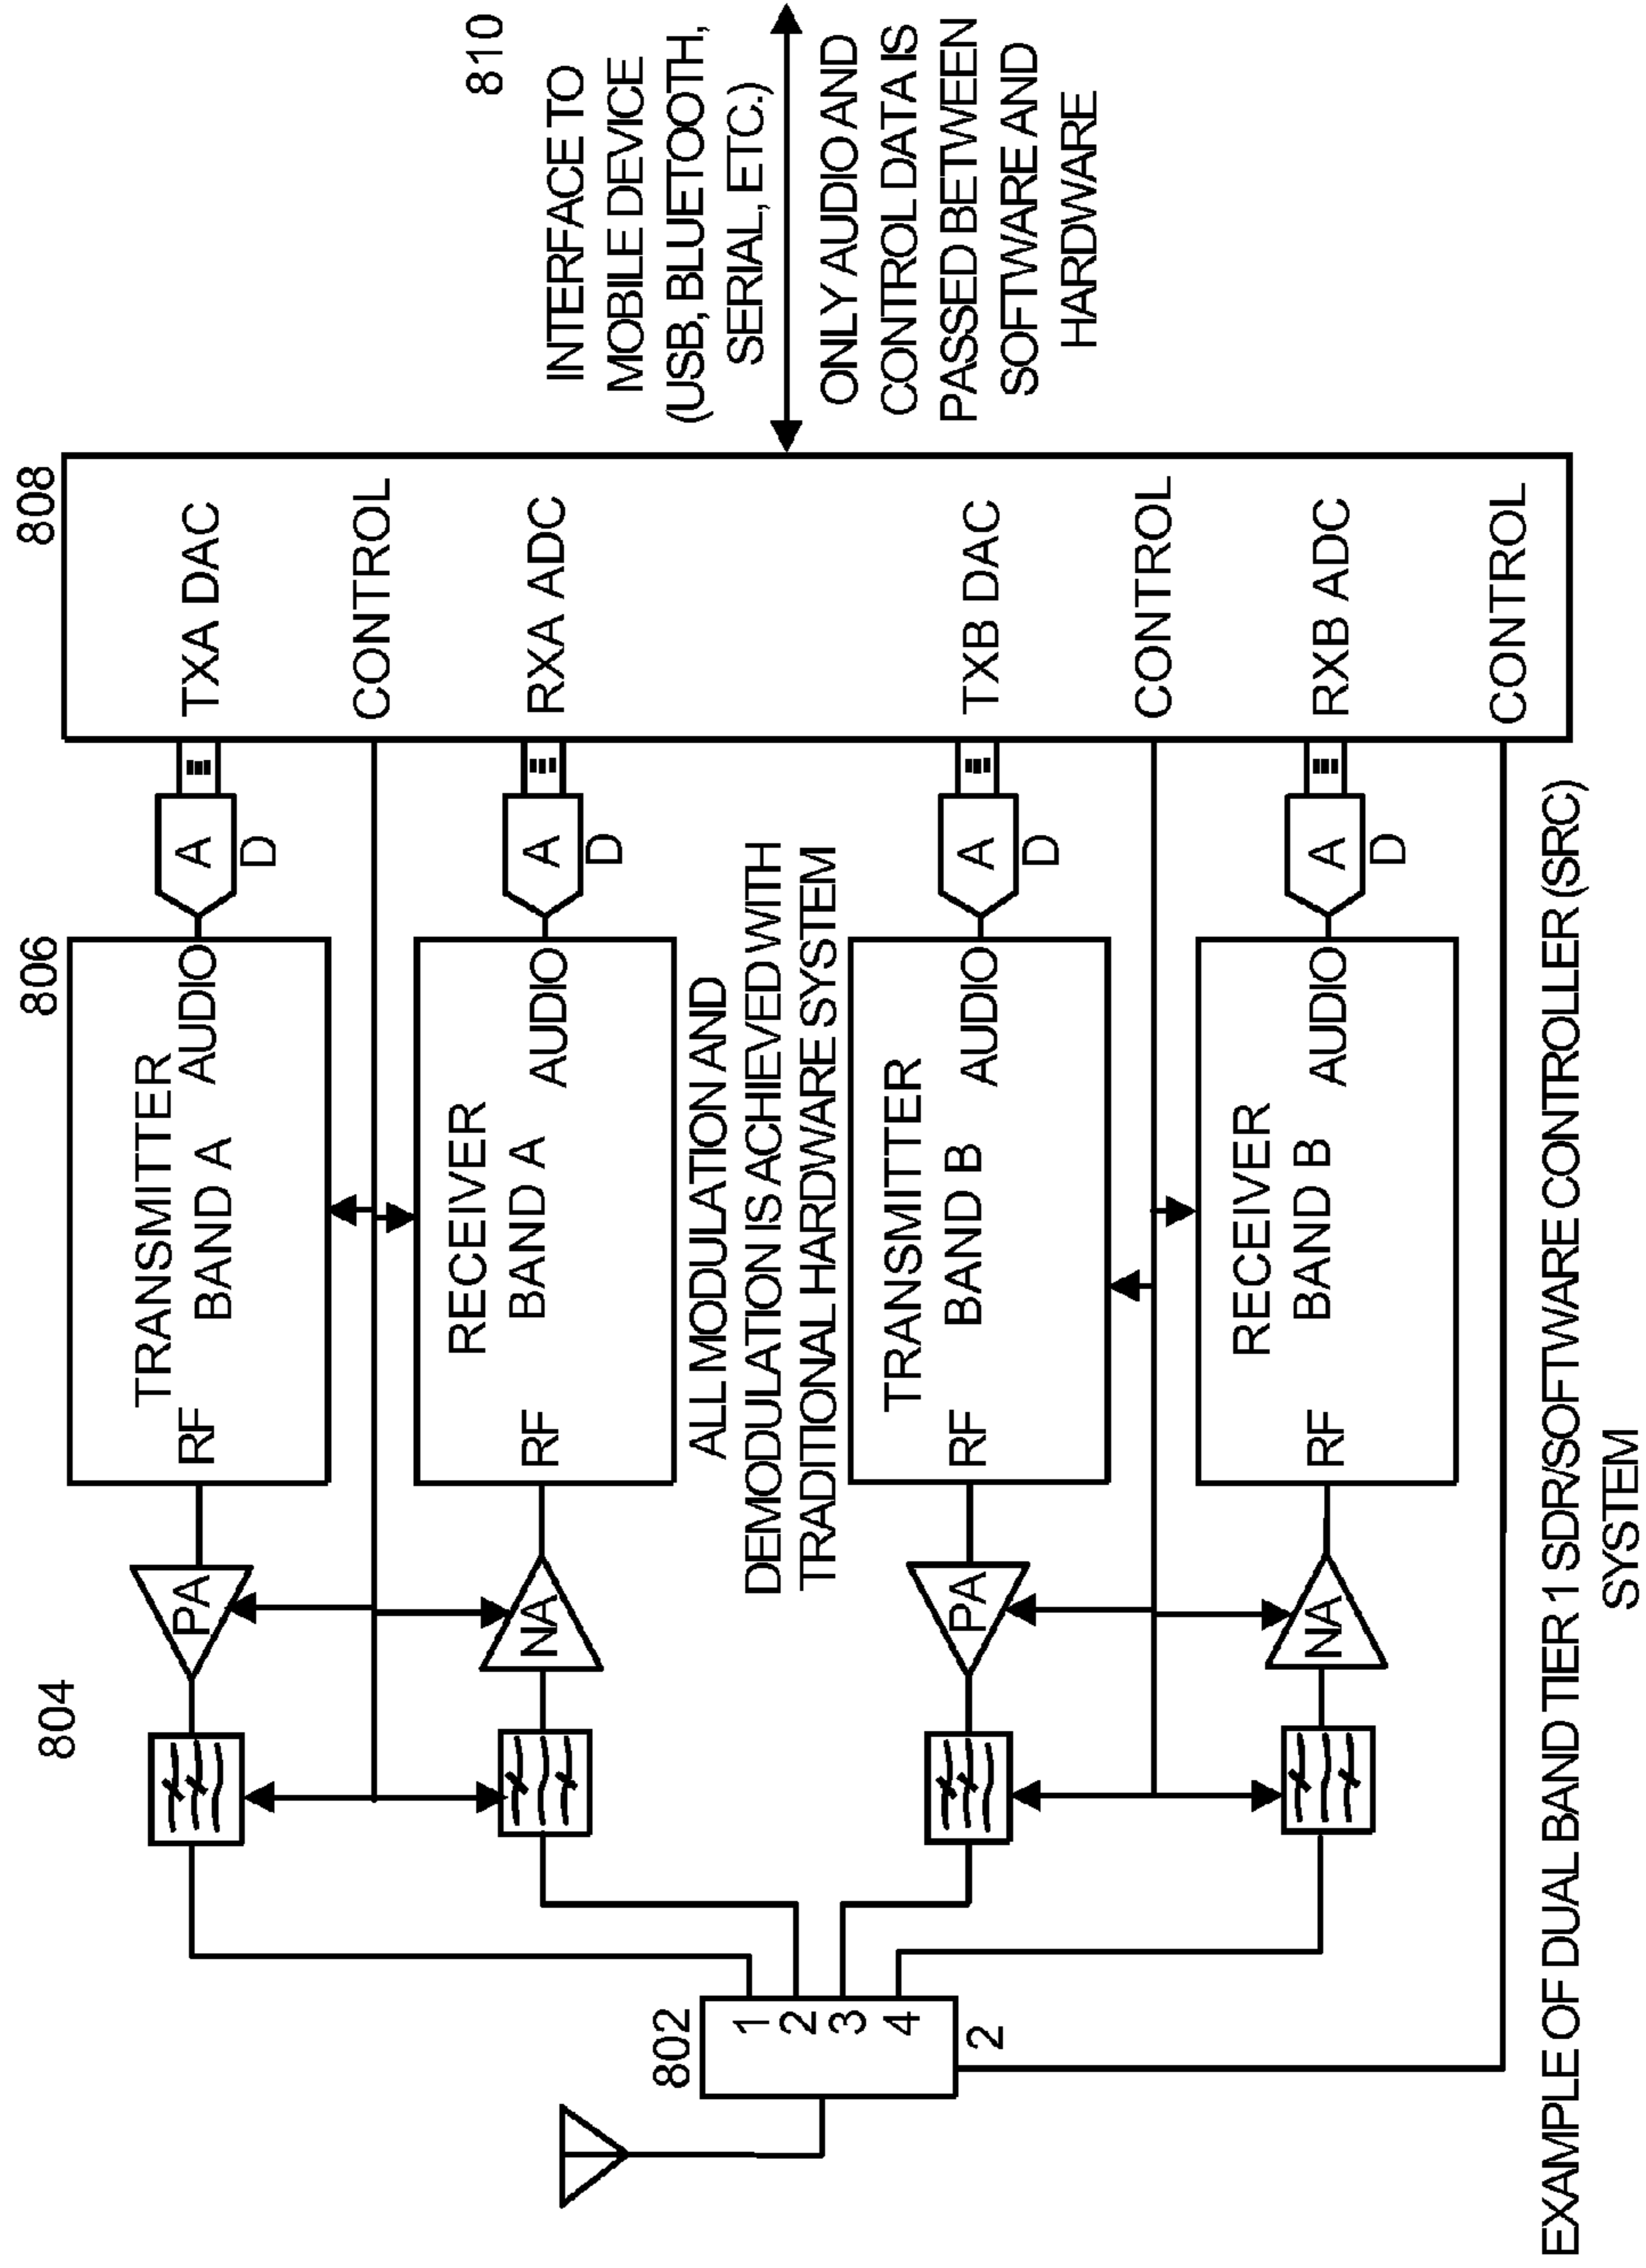 802
1
2
3
4
2
804
PA
NA
PA
NA
806
TRANSMITTER
BAND A
RF
AUDIO
RECEIVER
BAND A
RF
AUDIO
ALL MODULATION AND
DEMODULATION IS ACHIEVED WITH
TRADITIONAL HARDWARE SYSTEM
TRANSMITTER
BAND B
RF
AUDIO
RECEIVER
BAND B
RF
AUDIO
A
D
A
D
A
D
A
D
808
TXA DAC
CONTROL
RXA ADC
TXB DAC
CONTROL
RXB ADC
CONTROL
810
INTERFACE TO
MOBILE DEVICE
(USB, BLUETOOTH,
SERIAL, ETC.)
ONLY AUDIO AND
CONTROL DATA IS
PASSED BETWEEN
SOFTWARE AND
HARDWARE
EXAMPLE OF DUAL BAND TIER 1 SDR/SOFTWARE CONTROLLER (SRC)
SYSTEM